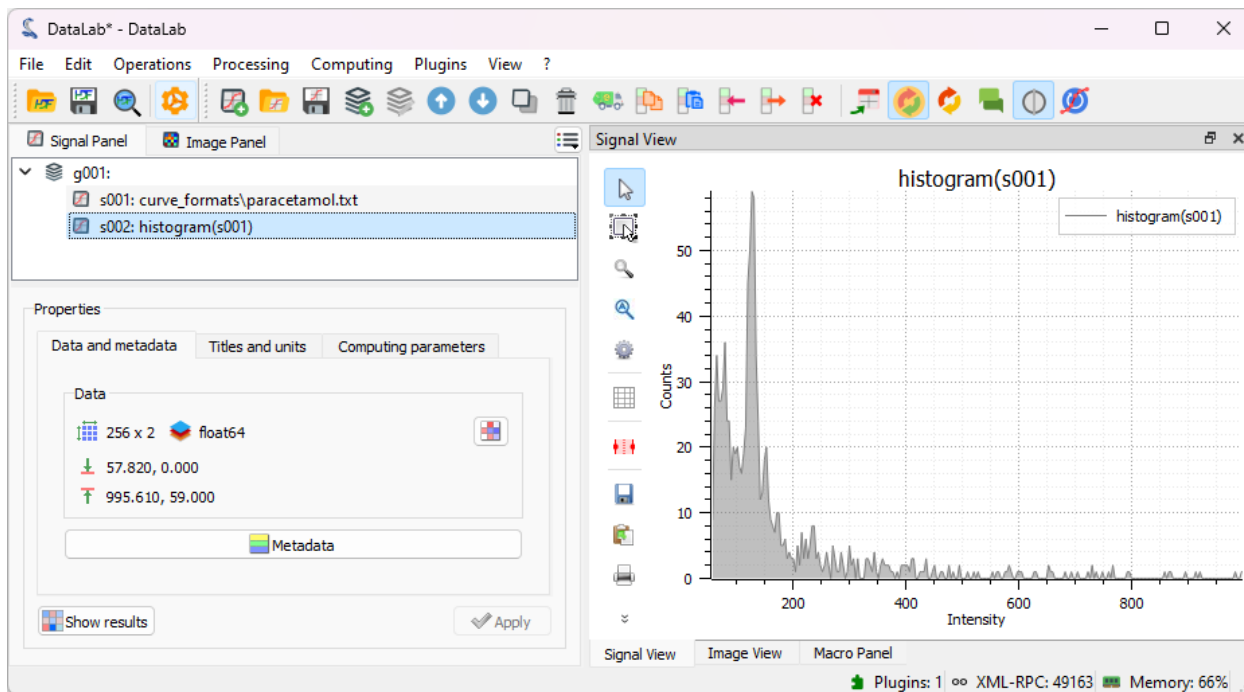 DataLab* - DataLab
File Edit Operations Processing Computing Plugins View ?
Signal Panel Image Panel
g001:
s001: curve_formats\paracetamol.txt
s002: histogram(s001)
Properties
Data and metadata Titles and units Computing parameters
Data
256 x 2 float64
57.820, 0.000
995.610, 59.000
Metadata
Show results Apply
Signal View
histogram(s001)
histogram(s001)
50
40
30
20
10
0
Counts
200 400 600 800
Intensity
Signal View Image View Macro Panel
Plugins: 1 XML-RPC: 49163 Memory: 66%